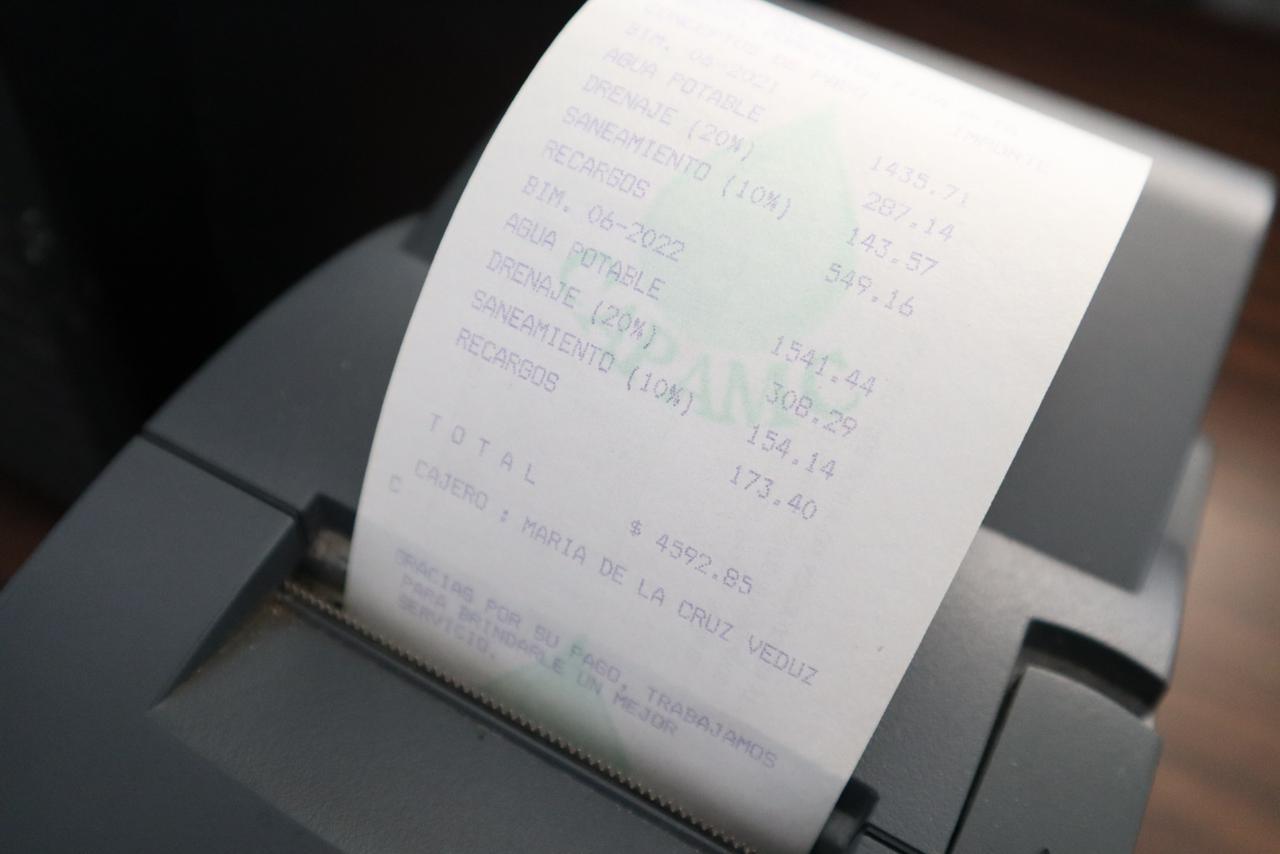 BIM. 06-2021
AGUA POTABLE 1435.71
DRENAJE (20%) 287.14
SANEAMIENTO (10%) 143.57
RECARGOS 549.16
BIM. 06-2022
AGUA POTABLE 1541.44
DRENAJE (20%) 308.29
SANEAMIENTO (10%) 154.14
RECARGOS 173.40
T O T A L $ 4592.85
C CAJERO : MARIA DE LA CRUZ VEDUZ
GRACIAS POR SU PAGO, TRABAJAMOS
PARA BRINDARLE UN MEJOR
SERVICIO.